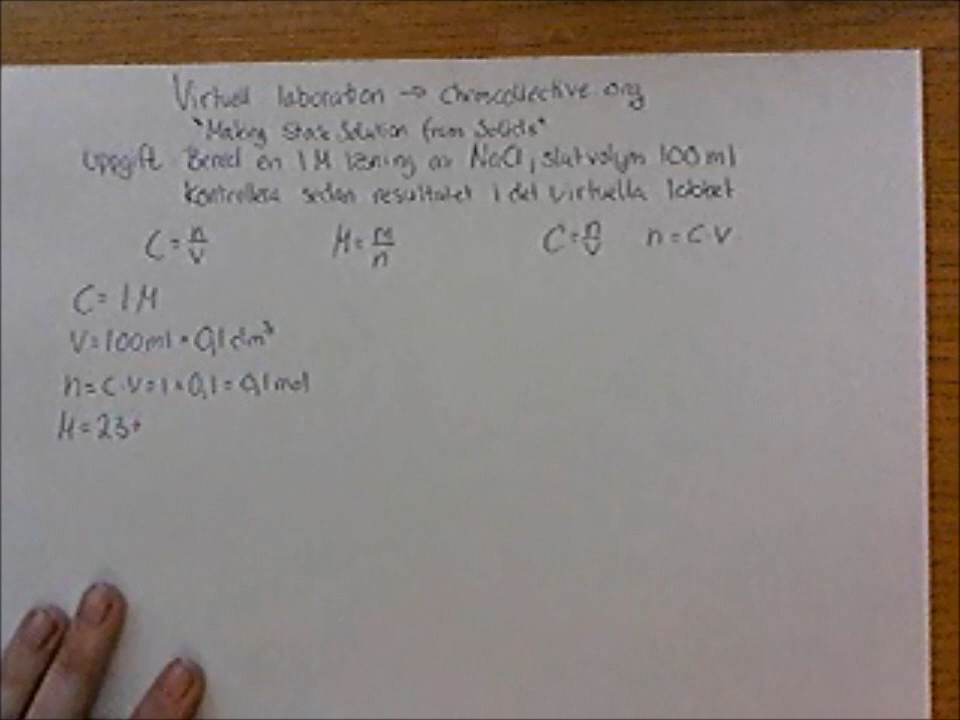 Virtuell laboration → chemcollective.org
"Making Stock Solution from Solids"
Uppgift Bered en 1M lösning av NaCl, slutvolym 100 ml
Kontrollera sedan resultatet i det virtuella labbet
C = n/V M = m/n C = n/V n = C·V
C = 1 M
V = 100 ml = 0,1 dm³
n = C·V = 1·0,1 = 0,1 mol
M = 23+